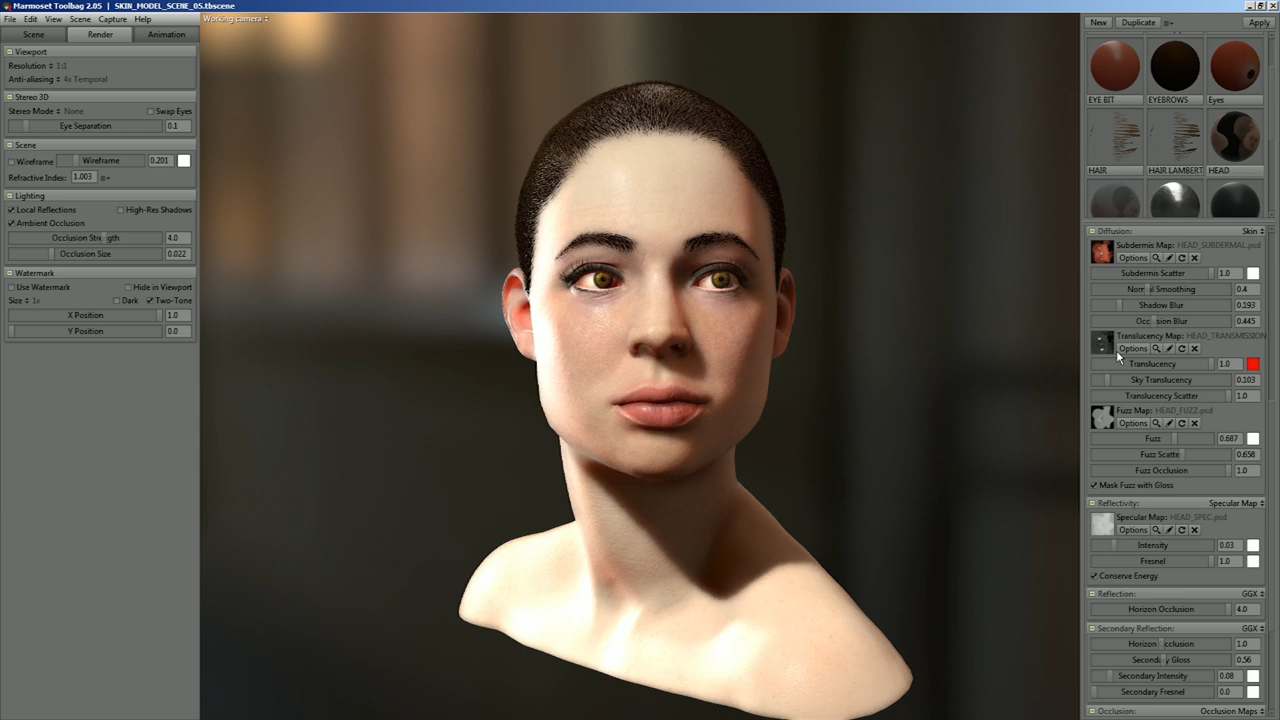 Marmoset Toolbag 2.05 | SKIN_MODEL_SCENE_05.tbscene
File Edit View Scene Capture Help
Working camera
Scene Render Animation
Viewport
Resolution 1:1
Anti-aliasing 4x Temporal
Stereo 3D
Stereo Mode None Swap Eyes
Eye Separation 0.1
Scene
Wireframe Wireframe 0.201
Refractive Index: 1.003
Lighting
Local Reflections High-Res Shadows
Ambient Occlusion
Occlusion Strength 4.0
Occlusion Size 0.022
Watermark
Use Watermark Hide in Viewport
Size 1x Dark Two-Tone
X Position 1.0
Y Position 0.0
New Duplicate Apply
EYE BIT EYEBROWS Eyes
HAIR HAIR LAMBERT HEAD
Diffusion: Skin
Subdermis Map: HEAD_SUBDERMAL.psd
Options
Subdermis Scatter 1.0
Normal Smoothing 0.4
Shadow Blur 0.193
Occlusion Blur 0.445
Translucency Map: HEAD_TRANSMISSION
Options
Translucency 1.0
Sky Translucency 0.103
Translucency Scatter 1.0
Fuzz Map: HEAD_FUZZ.psd
Options
Fuzz 0.687
Fuzz Scatte 0.658
Fuzz Occlusion 1.0
Mask Fuzz with Gloss
Reflectivity: Specular Map
Specular Map: HEAD_SPEC.psd
Options
Intensity 0.03
Fresnel 1.0
Conserve Energy
Reflection: GGX
Horizon Occlusion 4.0
Secondary Reflection: GGX
Horizon Occlusion 1.0
Secondary Gloss 0.56
Secondary Intensity 0.08
Secondary Fresnel 0.0
Occlusion: Occlusion Maps